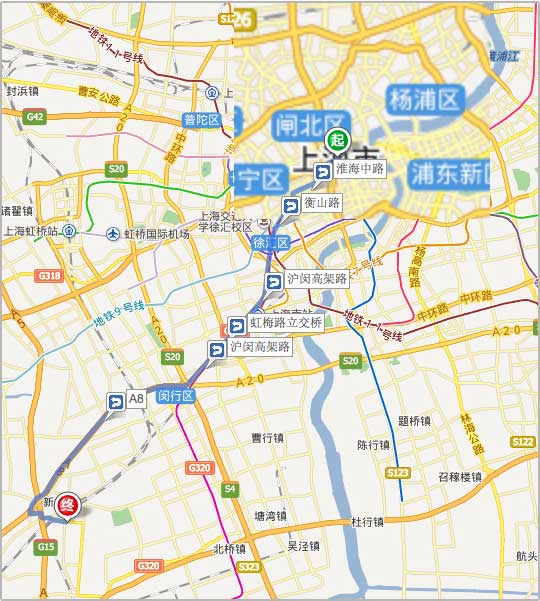 S12
26
地铁11号线
黄浦江
封浜镇
曹安公路
A20
上
杨浦区
G42
普陀区
闸北区
起
中环路
S20
上海市
淮海中路
宁区
浦东新区
诸翟镇
衡山路
上海交通大
学徐汇校区
上海虹桥站
虹桥国际机场
徐汇区
杨高南路
G318
沪闵高架路
地铁9号线
中环路
中环路
A5
上海南站
地铁11号线
虹梅路立交桥
沪闵高架路
S20
S20
A20
A20
A8
闵行区
题桥镇
林海公路
曹行镇
陈行镇
S122
G320
S123
召稼楼镇
S4
新
终
塘湾镇
杜行镇
G15
北桥镇
吴泾镇
航头
G320
S323
A